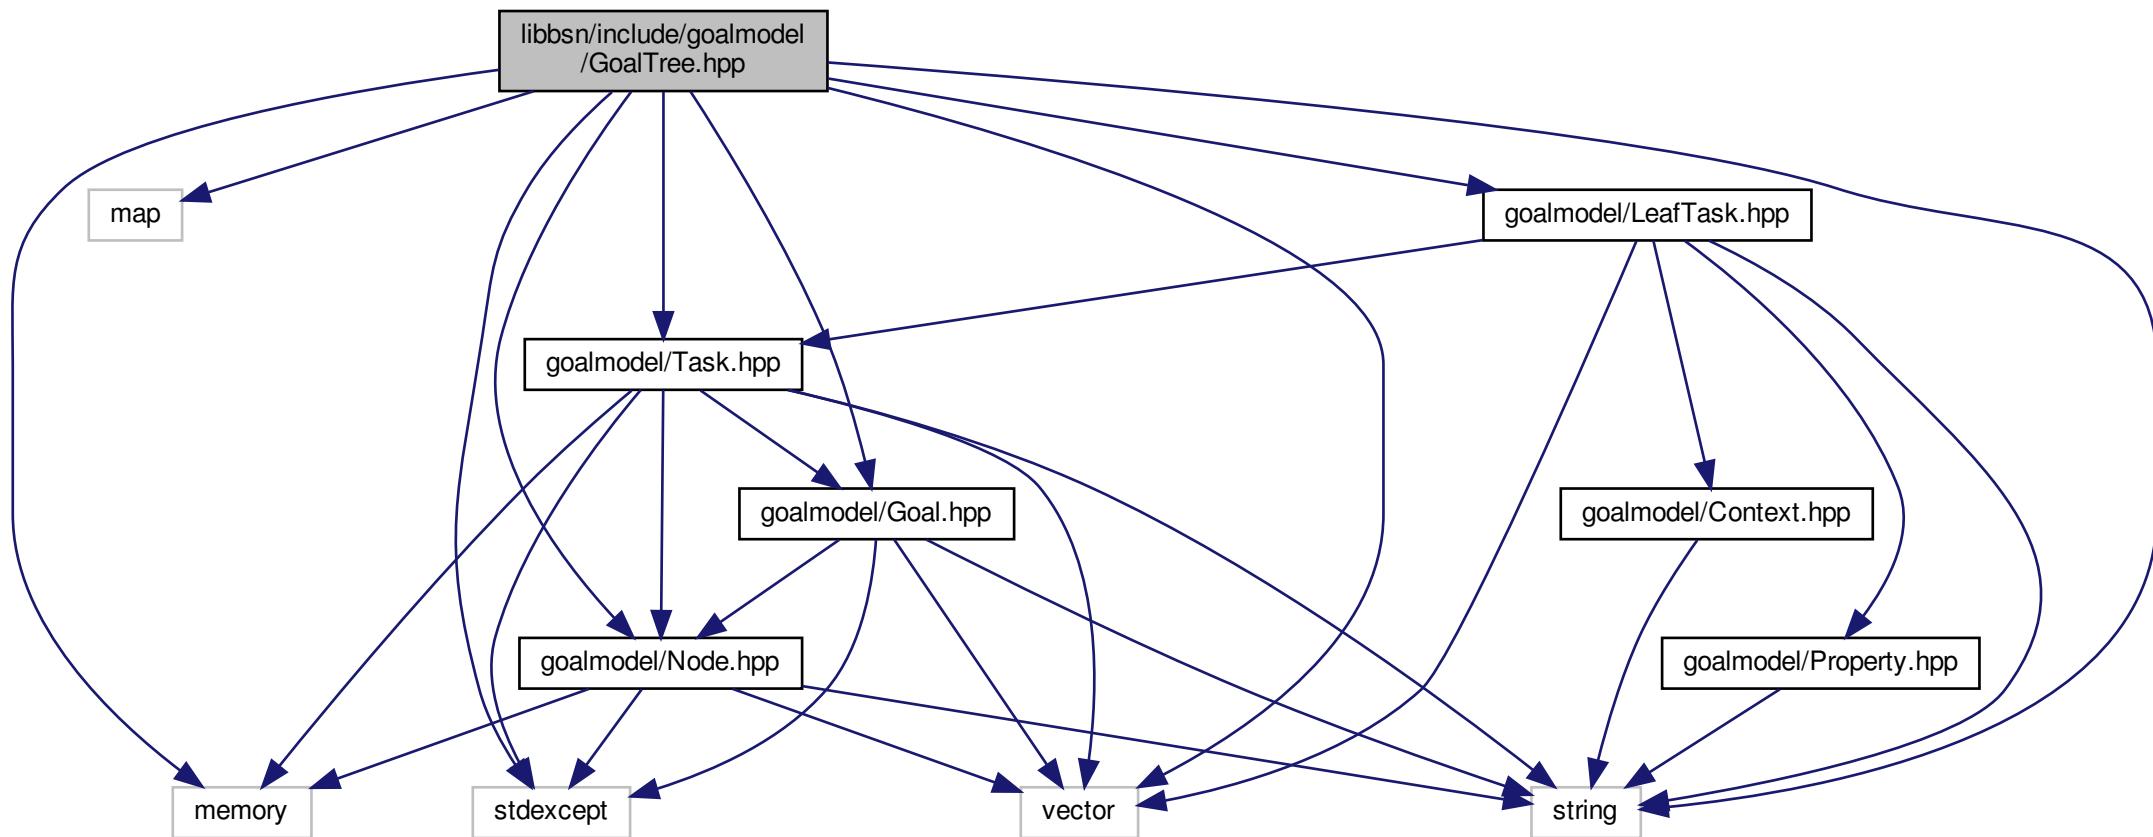 libbsn/include/goalmodel
/GoalTree.hpp
map
goalmodel/LeafTask.hpp
goalmodel/Task.hpp
goalmodel/Goal.hpp
goalmodel/Context.hpp
goalmodel/Node.hpp
goalmodel/Property.hpp
memory
stdexcept
vector
string